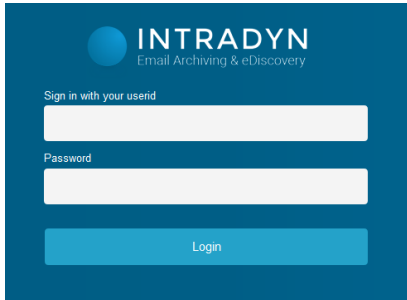 INTRADYN
Email Archiving & eDiscovery
Sign in with your userid
Password
Login